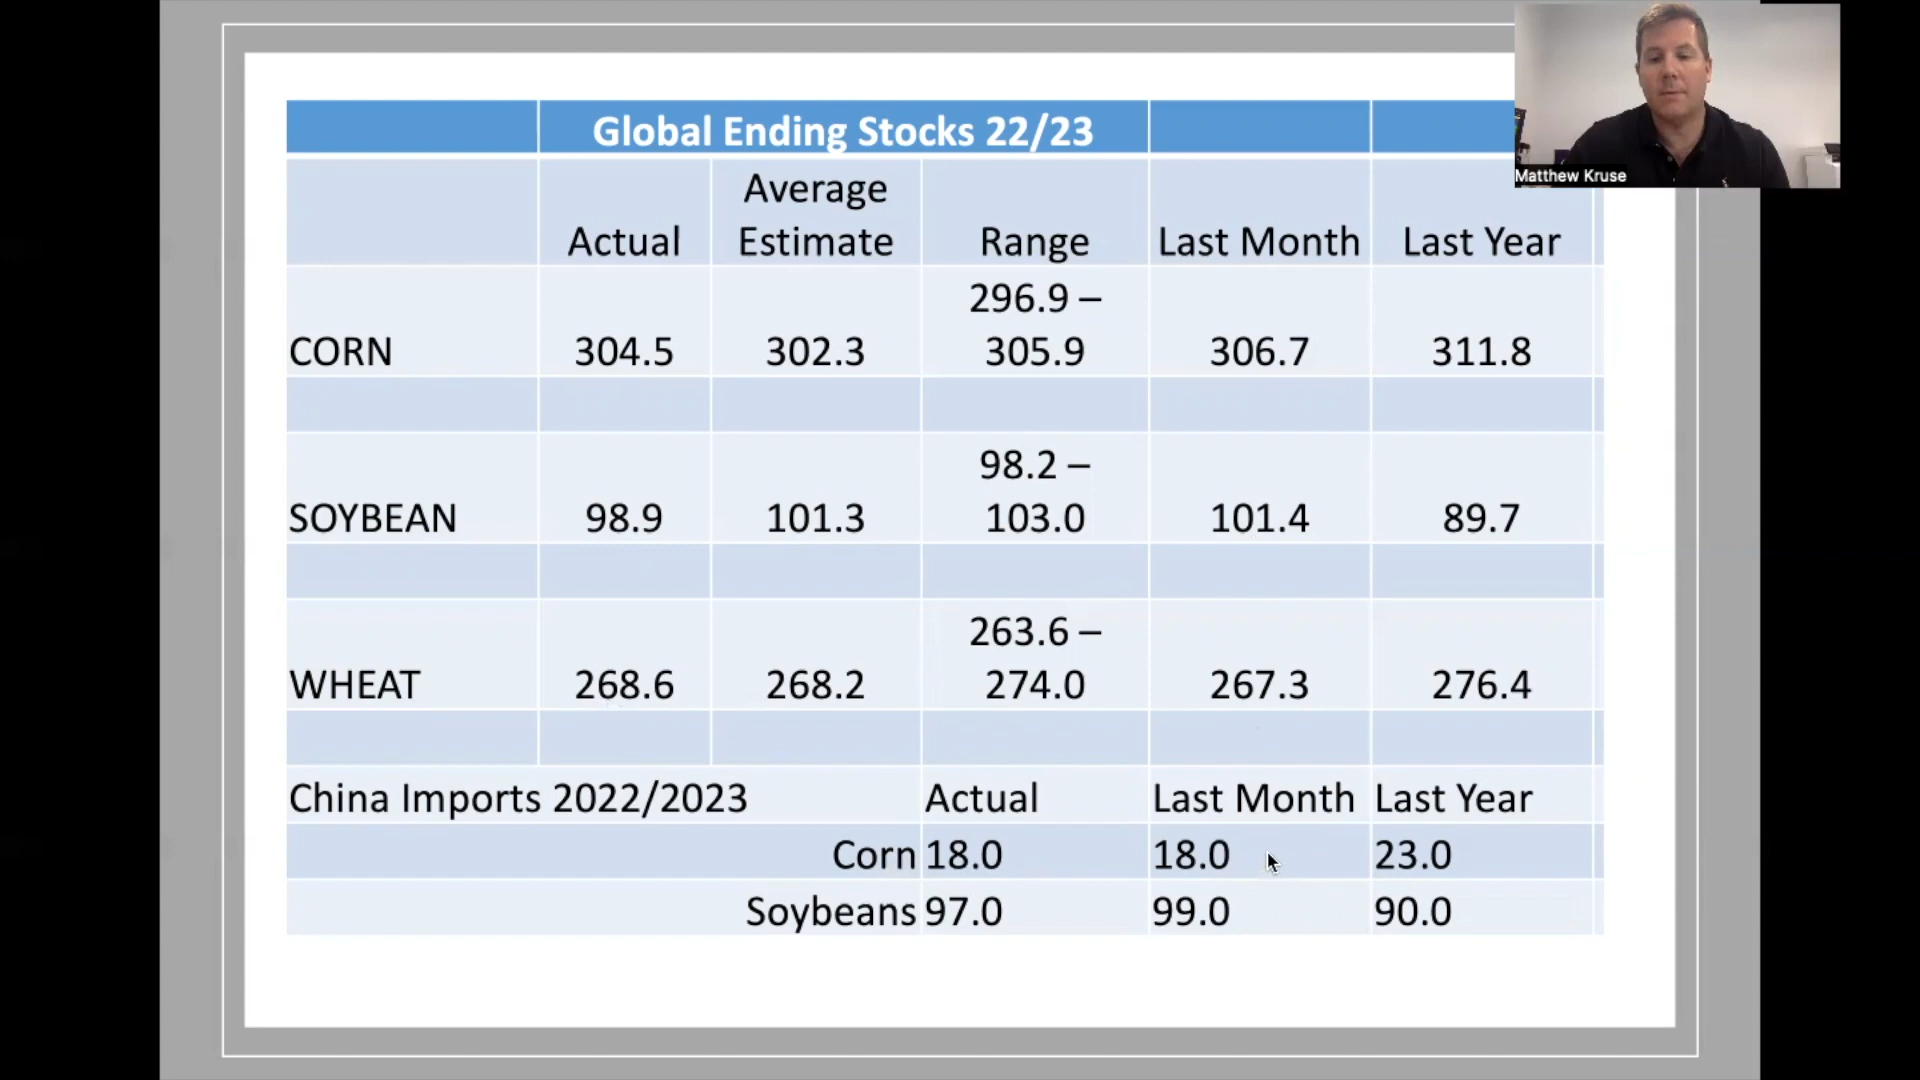 Global Ending Stocks 22/23
Matthew Kruse
Average
Actual Estimate Range Last Month Last Year
296.9 –
CORN 304.5 302.3 305.9 306.7 311.8
98.2 –
SOYBEAN 98.9 101.3 103.0 101.4 89.7
263.6 –
WHEAT 268.6 268.2 274.0 267.3 276.4
China Imports 2022/2023 Actual Last Month Last Year
Corn 18.0 18.0 23.0
Soybeans 97.0 99.0 90.0